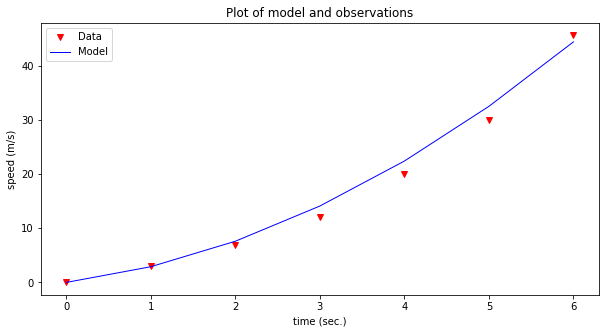 Plot of model and observations
Data
Model
speed (m/s)
40
30
20
10
0
0 1 2 3 4 5 6
time (sec.)